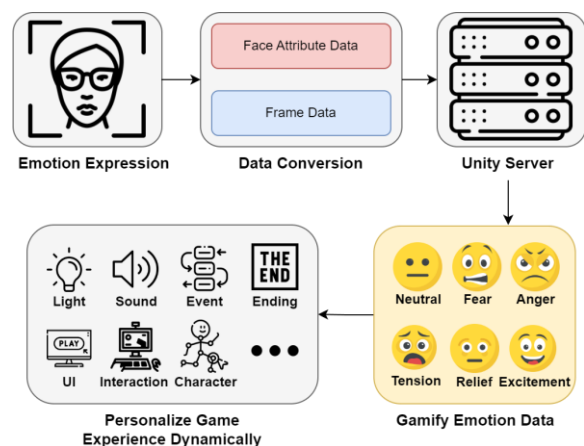 Face Attribute Data
Frame Data
Emotion Expression
Data Conversion
Unity Server
THE
END
Light
Sound
Event
Ending
PLAY
UI
Interaction
Character
Personalize Game
Experience Dynamically
Neutral
Fear
Anger
Tension
Relief
Excitement
Gamify Emotion Data